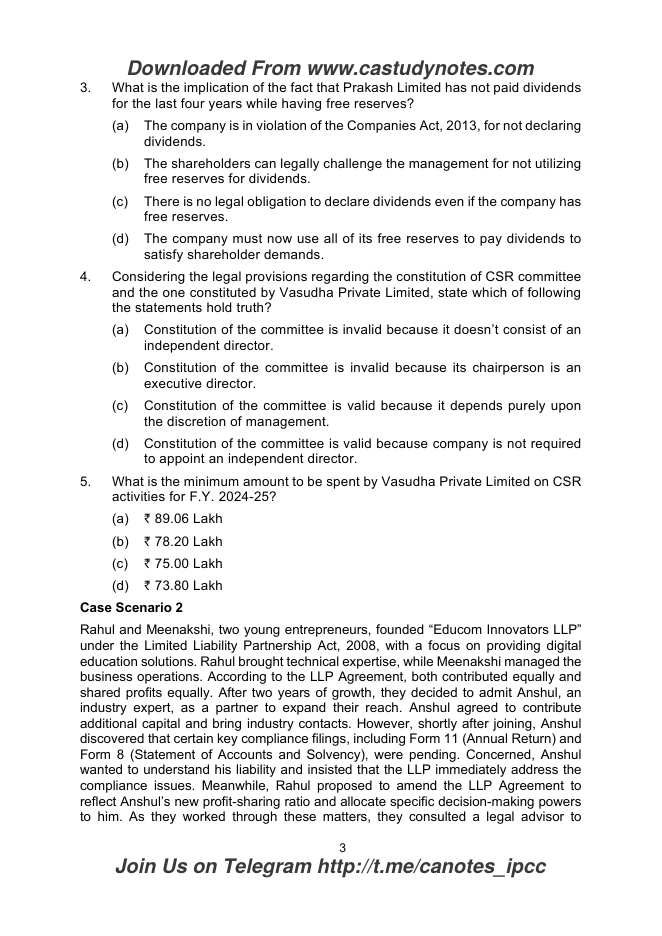 Downloaded From www.castudynotes.com
3. What is the implication of the fact that Prakash Limited has not paid dividends
for the last four years while having free reserves?
(a) The company is in violation of the Companies Act, 2013, for not declaring
dividends.
(b) The shareholders can legally challenge the management for not utilizing
free reserves for dividends.
(c) There is no legal obligation to declare dividends even if the company has
free reserves.
(d) The company must now use all of its free reserves to pay dividends to
satisfy shareholder demands.
4. Considering the legal provisions regarding the constitution of CSR committee
and the one constituted by Vasudha Private Limited, state which of following
the statements hold truth?
(a) Constitution of the committee is invalid because it doesn’t consist of an
independent director.
(b) Constitution of the committee is invalid because its chairperson is an
executive director.
(c) Constitution of the committee is valid because it depends purely upon
the discretion of management.
(d) Constitution of the committee is valid because company is not required
to appoint an independent director.
5. What is the minimum amount to be spent by Vasudha Private Limited on CSR
activities for F.Y. 2024-25?
(a) ₹ 89.06 Lakh
(b) ₹ 78.20 Lakh
(c) ₹ 75.00 Lakh
(d) ₹ 73.80 Lakh
Case Scenario 2
Rahul and Meenakshi, two young entrepreneurs, founded “Educom Innovators LLP”
under the Limited Liability Partnership Act, 2008, with a focus on providing digital
education solutions. Rahul brought technical expertise, while Meenakshi managed the
business operations. According to the LLP Agreement, both contributed equally and
shared profits equally. After two years of growth, they decided to admit Anshul, an
industry expert, as a partner to expand their reach. Anshul agreed to contribute
additional capital and bring industry contacts. However, shortly after joining, Anshul
discovered that certain key compliance filings, including Form 11 (Annual Return) and
Form 8 (Statement of Accounts and Solvency), were pending. Concerned, Anshul
wanted to understand his liability and insisted that the LLP immediately address the
compliance issues. Meanwhile, Rahul proposed to amend the LLP Agreement to
reflect Anshul’s new profit-sharing ratio and allocate specific decision-making powers
to him. As they worked through these matters, they consulted a legal advisor to
3
Join Us on Telegram http://t.me/canotes_ipcc